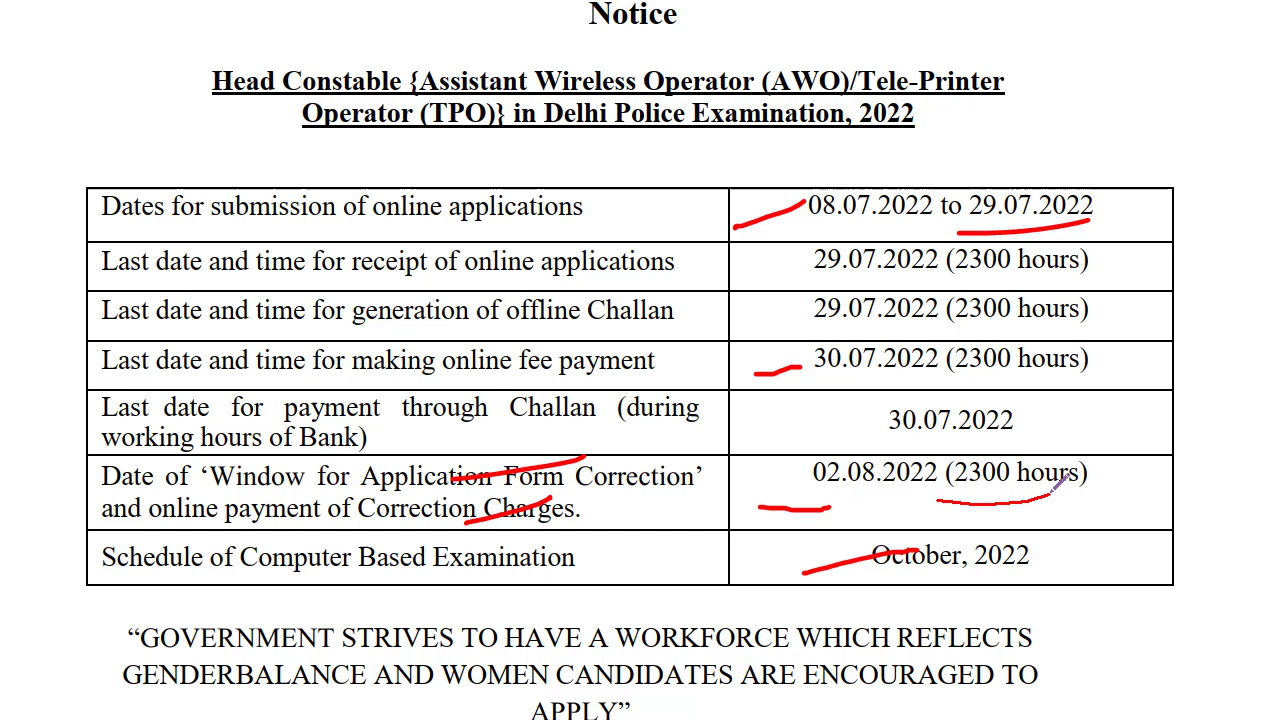 Notice
Head Constable {Assistant Wireless Operator (AWO)/Tele-Printer
Operator (TPO)} in Delhi Police Examination, 2022
Dates for submission of online applications 08.07.2022 to 29.07.2022
Last date and time for receipt of online applications 29.07.2022 (2300 hours)
Last date and time for generation of offline Challan 29.07.2022 (2300 hours)
Last date and time for making online fee payment 30.07.2022 (2300 hours)
Last date for payment through Challan (during
working hours of Bank) 30.07.2022
Date of ‘Window for Application Form Correction’ 02.08.2022 (2300 hours)
and online payment of Correction Charges.
Schedule of Computer Based Examination October, 2022
“GOVERNMENT STRIVES TO HAVE A WORKFORCE WHICH REFLECTS
GENDERBALANCE AND WOMEN CANDIDATES ARE ENCOURAGED TO
APPLY”